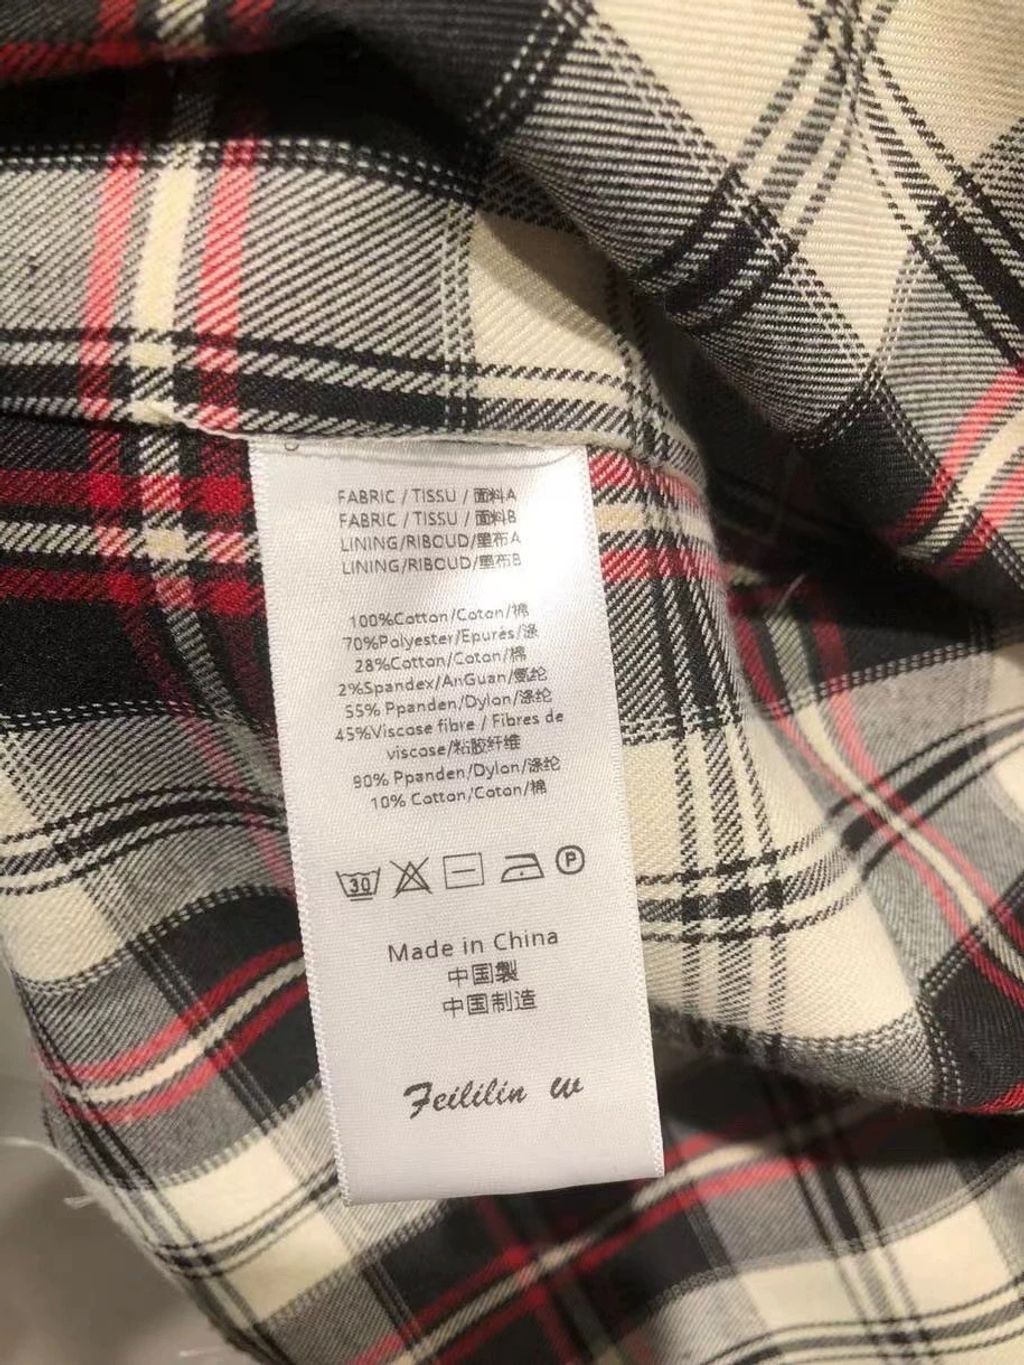 FABRIC / TISSU / 面料A
FABRIC / TISSU / 面料B
LINING/RIBOUD/里布A
LINING/RIBOUD/里布B
100%Cotton/Coton/棉
70%Polyester/Epures/涤
28%Cotton/Coton/棉
2%Spandex/AnGuan/氨纶
55% Ppanden/Dylon/涤纶
45%Viscose fibre / Fibres de
viscose/粘胶纤维
90% Ppanden/Dylon/涤纶
10% Cotton/Coton/棉
30 P
Made in China
中国製
中国制造
Feililin w